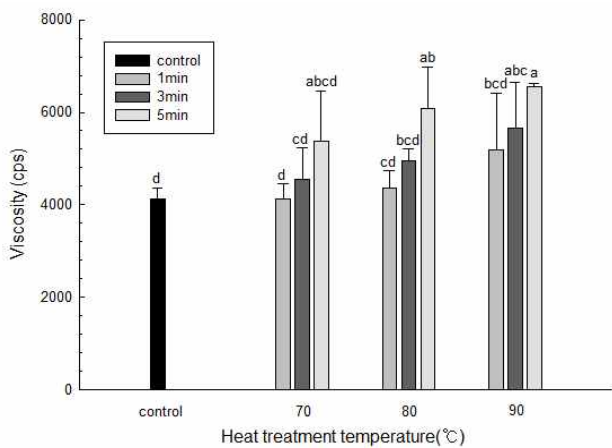 8000
6000
4000
2000
0
Viscosity (cps)
control
1min
3min
5min
d
d
cd
abcd
cd
bcd
ab
bcd
abc
a
control
70
80
90
Heat treatment temperature(℃)